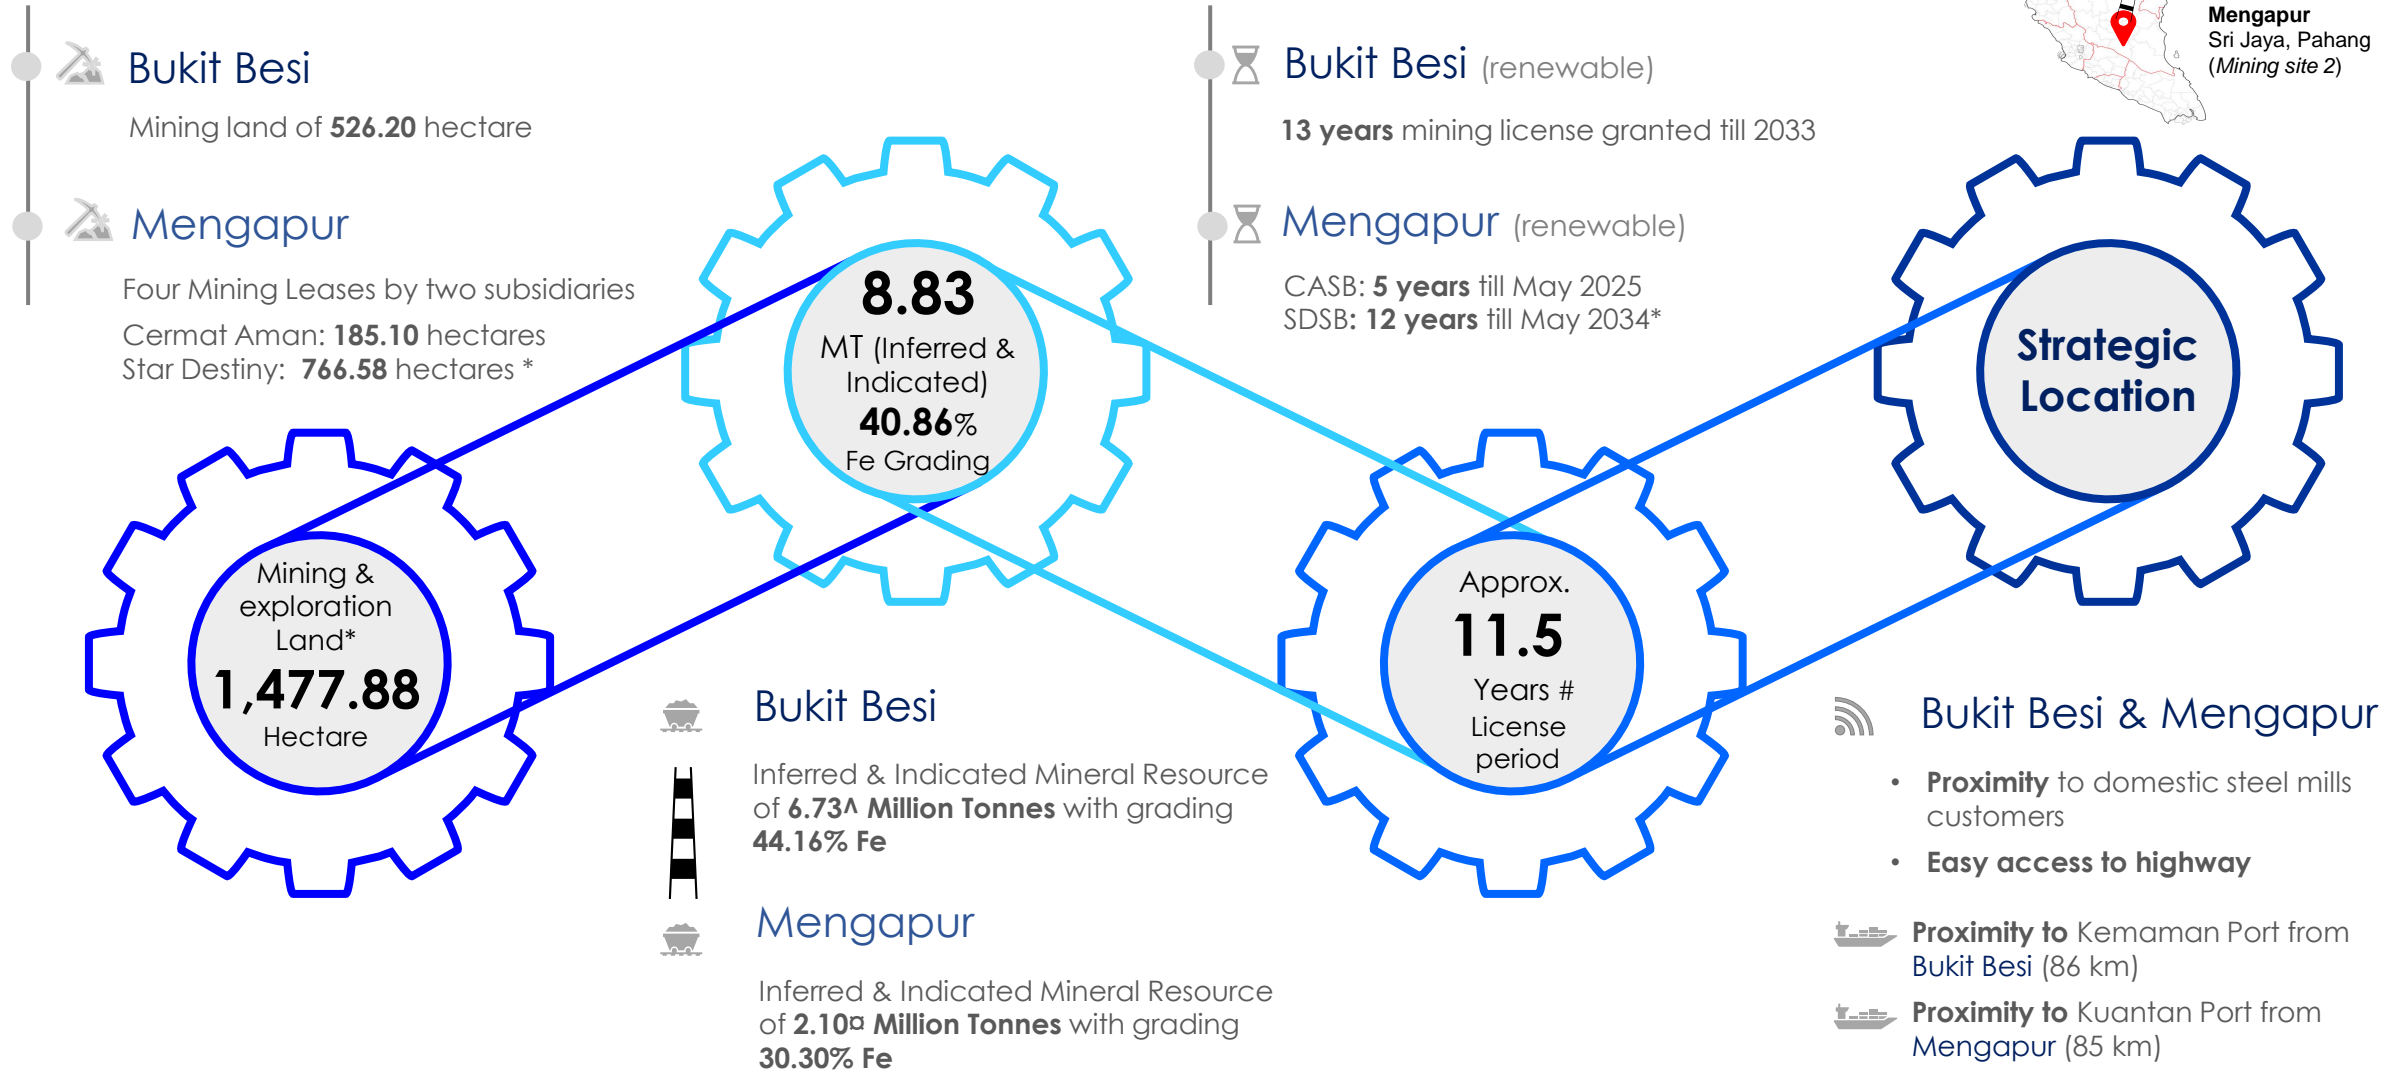 Bukit Besi
Mining land of 526.20 hectare
Mengapur
Four Mining Leases by two subsidiaries
Cermat Aman: 185.10 hectares
Star Destiny: 766.58 hectares *
Mining &
exploration
Land*
1,477.88
Hectare
8.83
MT (Inferred &
Indicated)
40.86%
Fe Grading
Bukit Besi
Inferred & Indicated Mineral Resource
of 6.73^ Million Tonnes with grading
44.16% Fe
Mengapur
Inferred & Indicated Mineral Resource
of 2.10¤ Million Tonnes with grading
30.30% Fe
Bukit Besi (renewable)
13 years mining license granted till 2033
Mengapur (renewable)
CASB: 5 years till May 2025
SDSB: 12 years till May 2034*
Approx.
11.5
Years #
License
period
Mengapur
Sri Jaya, Pahang
(Mining site 2)
Strategic
Location
Bukit Besi & Mengapur
• Proximity to domestic steel mills
customers
• Easy access to highway
Proximity to Kemaman Port from
Bukit Besi (86 km)
Proximity to Kuantan Port from
Mengapur (85 km)